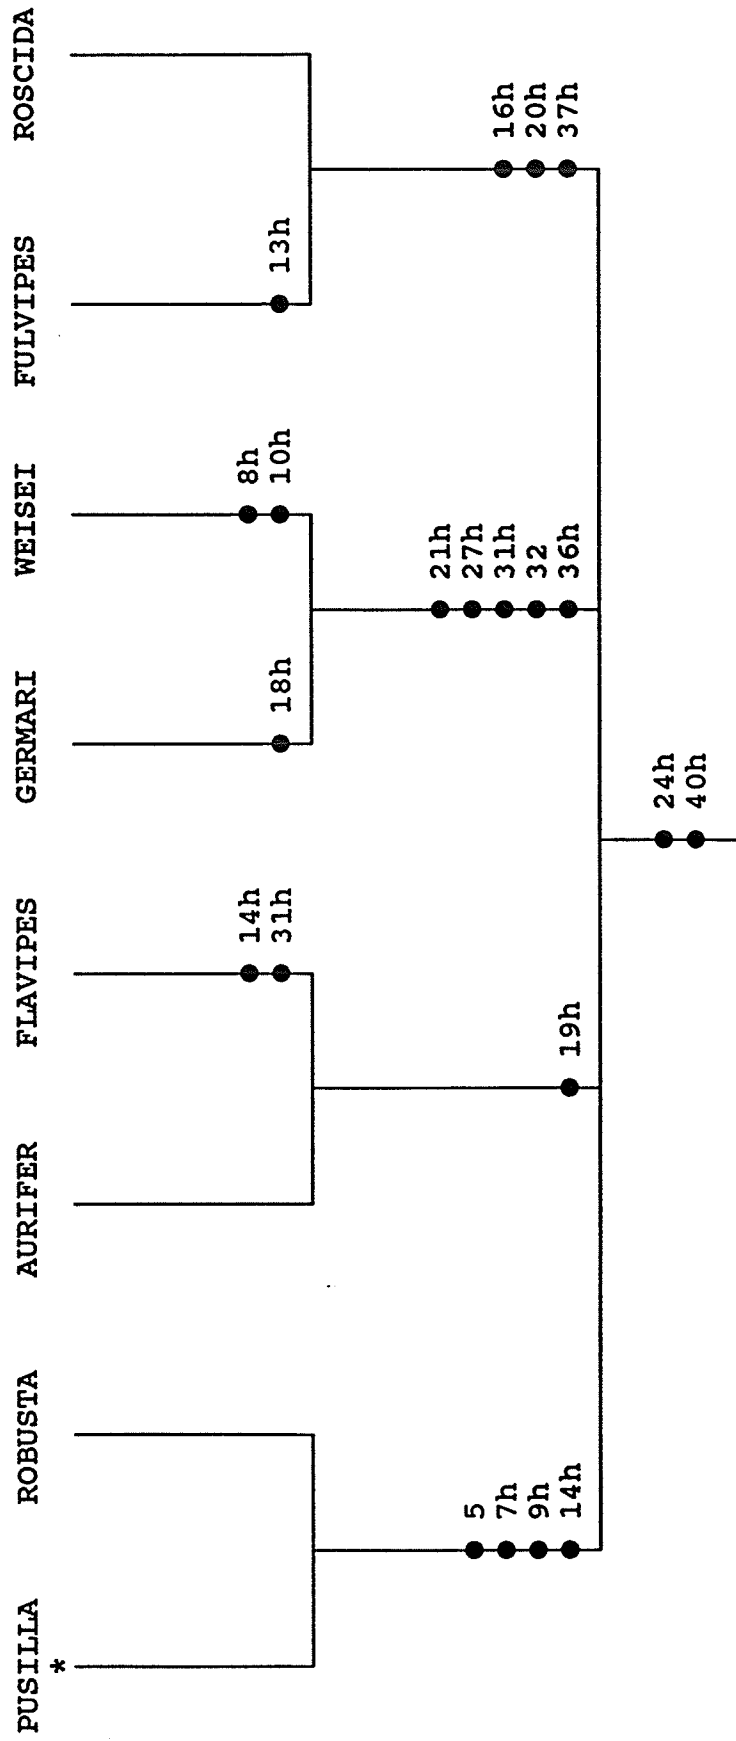 PUSILLA
*
ROBUSTA
AURIFER
FLAVIPES
GERMARI
WEISEI
FULVIPES
ROSCIDA
14h
31h
18h
8h
10h
13h
5
7h
9h
14h
19h
21h
27h
31h
32
36h
16h
20h
37h
24h
40h